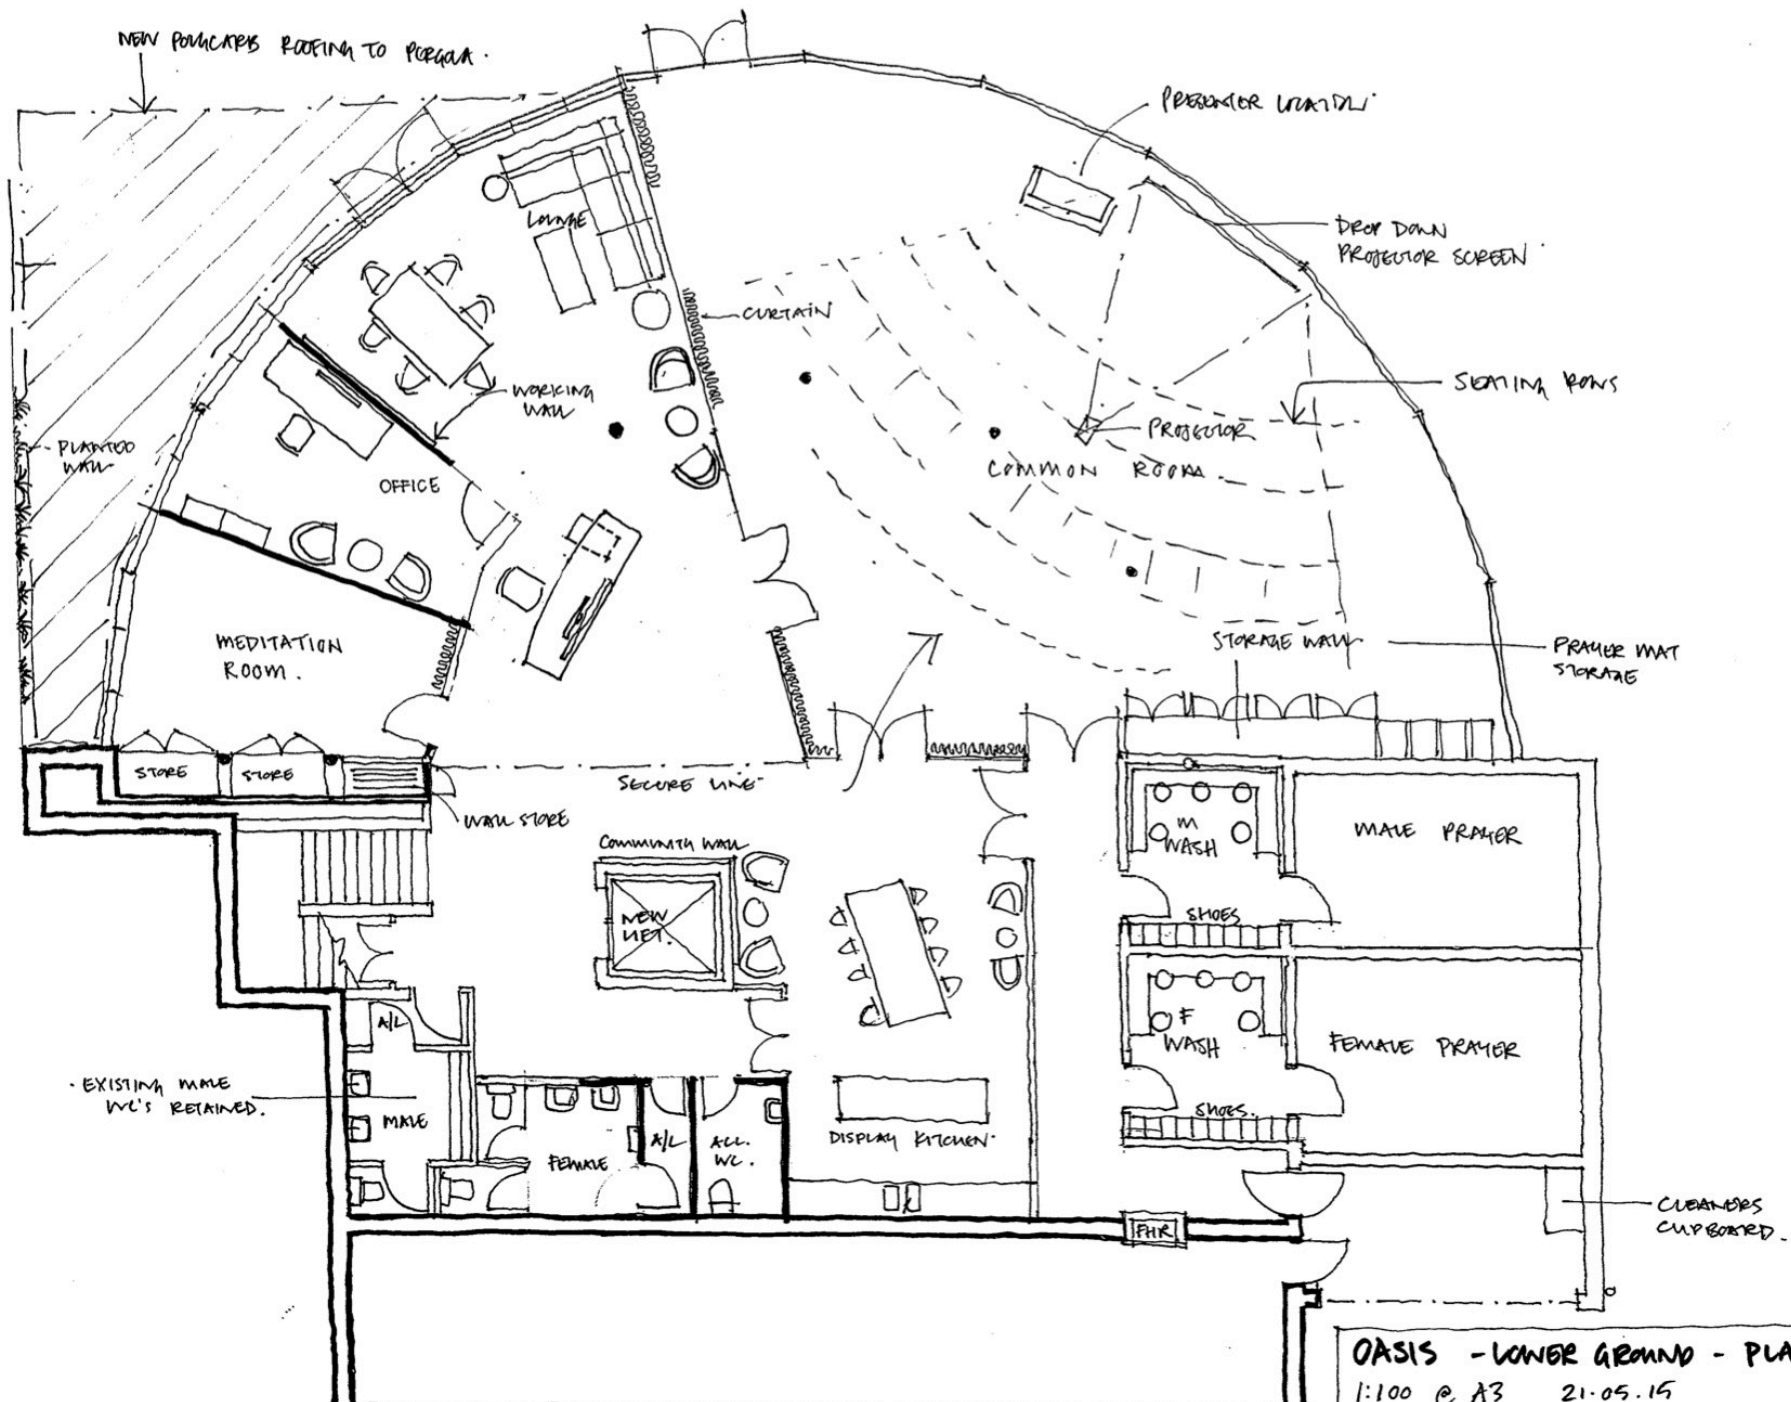 NEW POLYCARB ROOFING TO PERGOLA.
PRESENTER LOCATION.
LOUNGE
DROP DOWN
PROJECTOR SCREEN
CURTAIN
SEATING ROWS
WORKING
WALL
PROJECTOR
COMMON ROOM.
PLANTED
WALL
OFFICE
MEDITATION
ROOM.
STORAGE WALL
PRAYER MAT
STORAGE
STORE
STORE
SECURE LINE
WALL STORE
COMMUNITY WALL
M
WASH
MALE PRAYER
NEW
LIFT.
SHOES
A/L
F
WASH
FEMALE PRAYER
EXISTING MALE
WC'S RETAINED.
MALE
SHOES.
FEMALE
A/L
ACC.
WC.
DISPLAY KITCHEN
FHR
CLEANERS
CUPBOARD.
OASIS - LOWER GROUND - PLA
1:100 @ A3 21.05.15